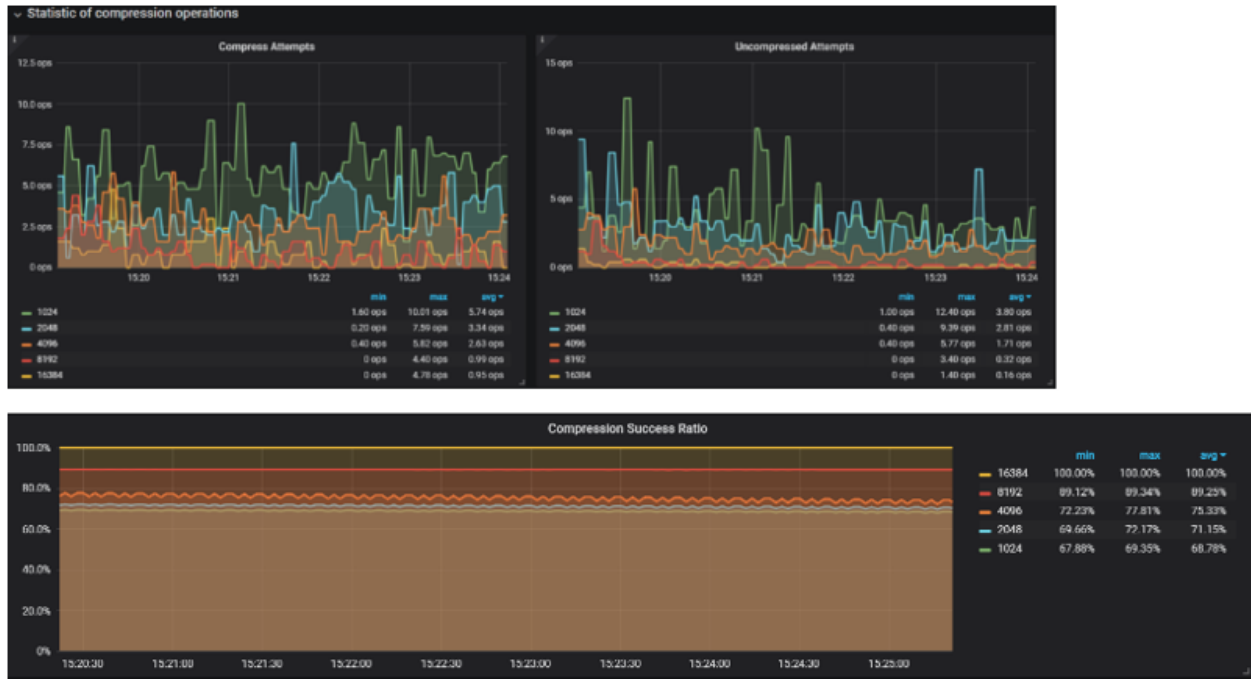 Statistic of compression operations
Compress Attempts
12.5 ops
10.0 ops
7.5 ops
5.0 ops
2.5 ops
0 ops
15:20 15:21 15:22 15:23 15:24
min max avg
1024 1.60 ops 10.01 ops 5.74 ops
2048 0.20 ops 7.59 ops 3.34 ops
4096 0.40 ops 5.82 ops 2.63 ops
8192 0 ops 4.40 ops 0.99 ops
16384 0 ops 4.78 ops 0.95 ops
Uncompressed Attempts
15 ops
10 ops
5 ops
0 ops
15:20 15:21 15:22 15:23 15:24
min max avg
1024 1.00 ops 12.40 ops 3.80 ops
2048 0.40 ops 9.39 ops 2.81 ops
4096 0.40 ops 5.77 ops 1.71 ops
8192 0 ops 3.40 ops 0.32 ops
16384 0 ops 1.40 ops 0.16 ops
Compression Success Ratio
100.0%
80.0%
60.0%
40.0%
20.0%
0%
15:20:30 15:21:00 15:21:30 15:22:00 15:22:30 15:23:00 15:23:30 15:24:00 15:24:30 15:25:00
min max avg
16384 100.00% 100.00% 100.00%
8192 89.12% 89.34% 89.25%
4096 72.23% 77.81% 75.33%
2048 69.66% 72.17% 71.15%
1024 67.88% 69.35% 68.78%